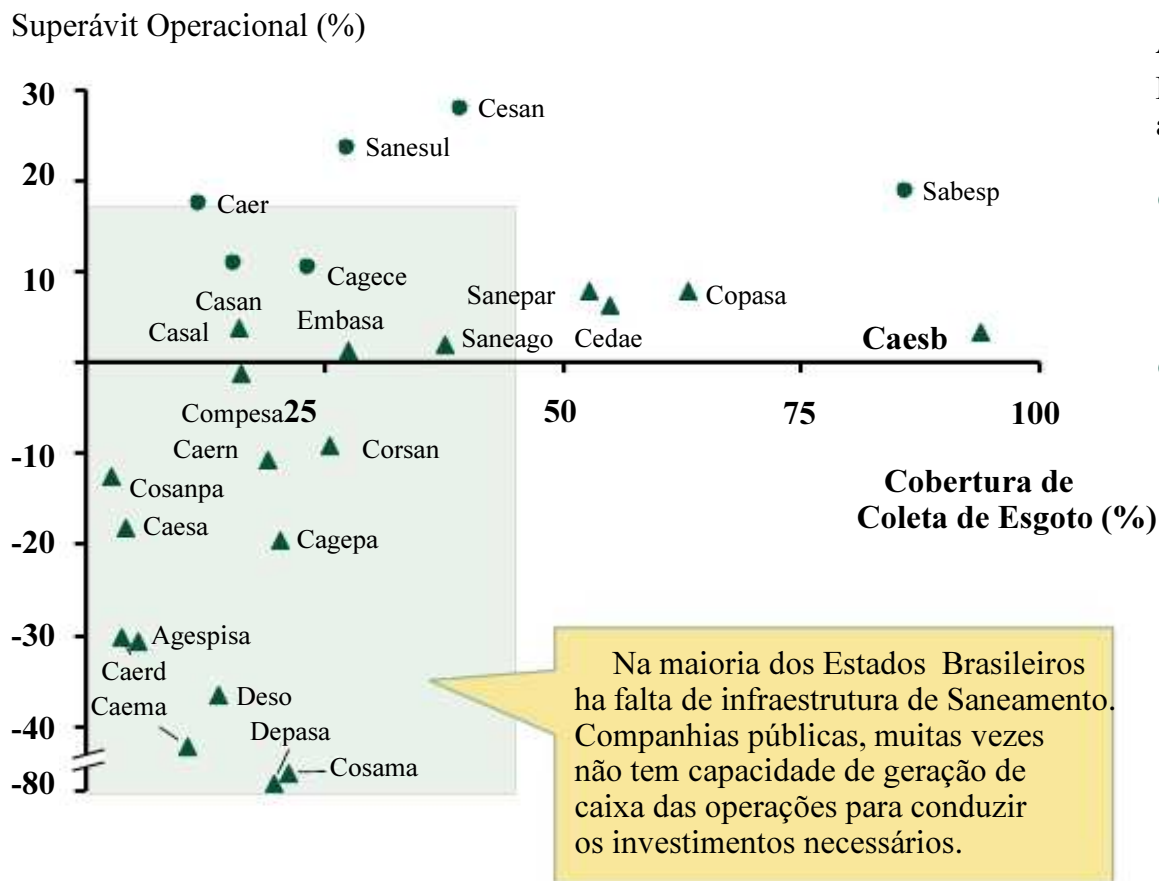 Superávit Operacional (%)
30
Cesan
Sanesul
20
Caer
Sabesp
10
Cagece
Casan
Sanepar
Copasa
Casal
Embasa
Saneago
Cedae
Caesb
Compesa
25
50
75
100
-10
Caern
Corsan
Cosanpa
Cobertura de
Coleta de Esgoto (%)
Caesa
-20
Cagepa
-30
Agespisa
Caerd
Caema
Deso
Depasa
-40
Cosama
-80
Na maioria dos Estados Brasileiros
ha falta de infraestrutura de Saneamento.
Companhias públicas, muitas vezes
não tem capacidade de geração de
caixa das operações para conduzir
os investimentos necessários.